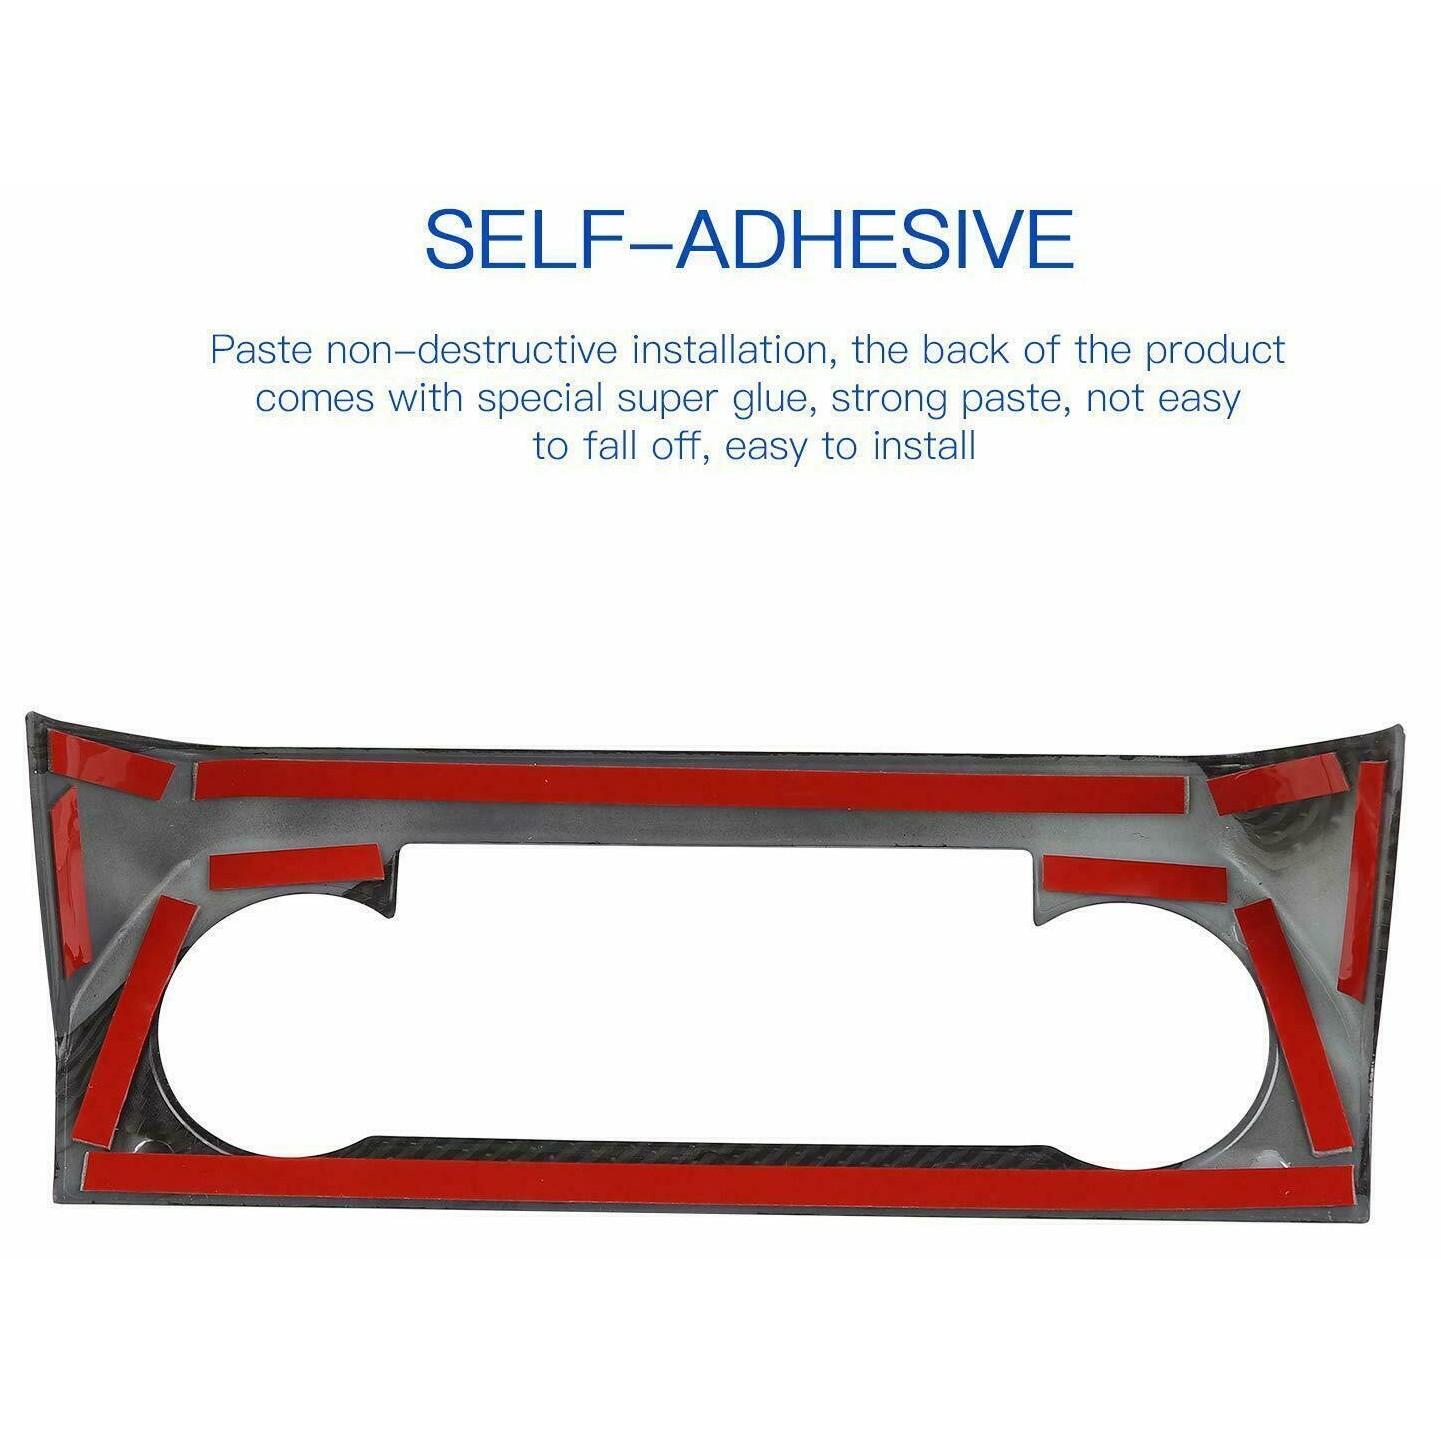 SELF-ADHESIVE
Paste non-destructive installation, the back of the product
comes with special super glue, strong paste, not easy
to fall off, easy to install